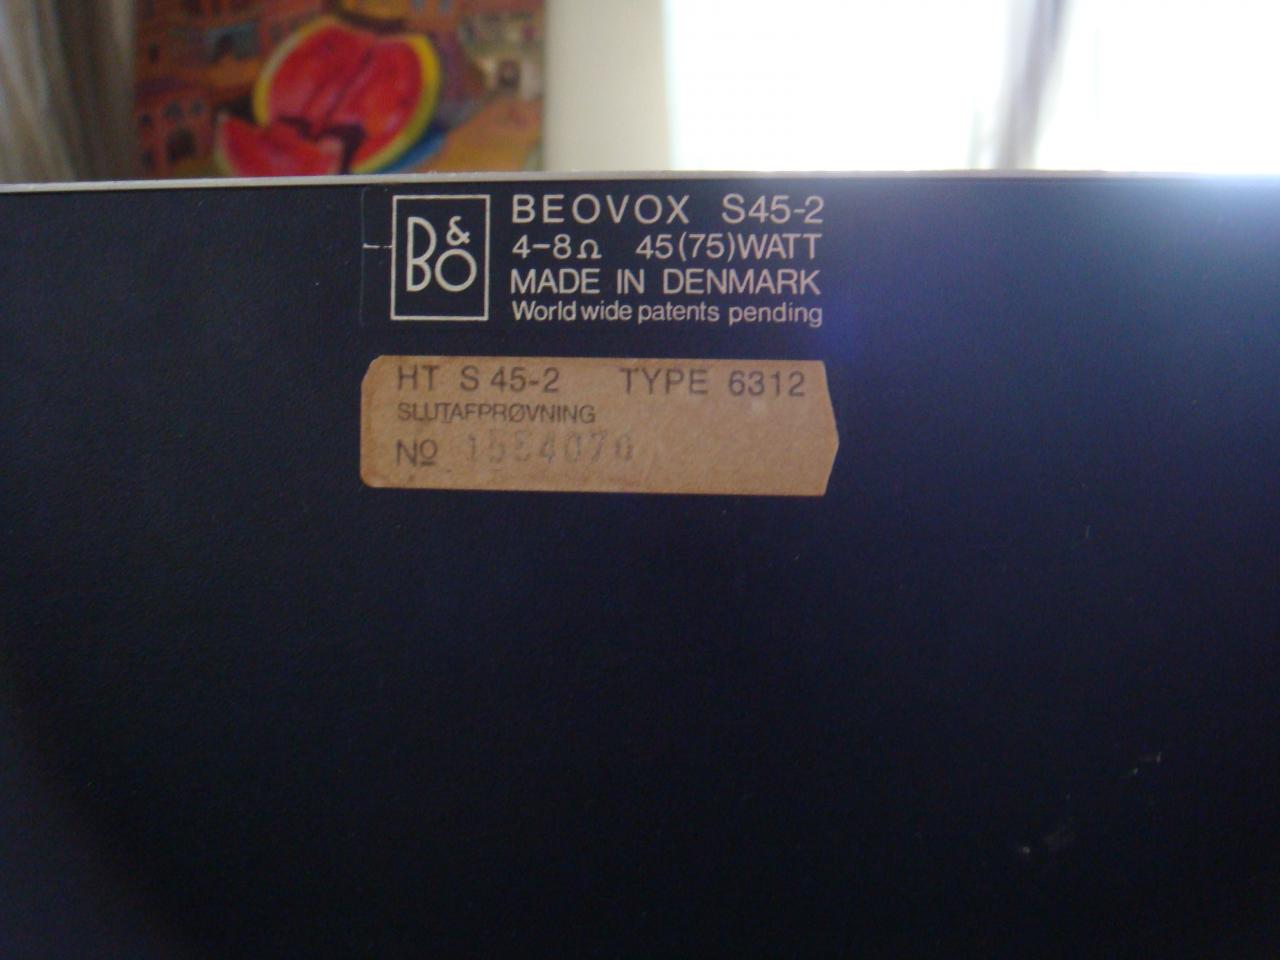 B&O
BEOVOX S45-2
4-8Ω 45(75)WATT
MADE IN DENMARK
World wide patents pending
HT S 45-2 TYPE 6312
SLUTAFPRØVNING
No